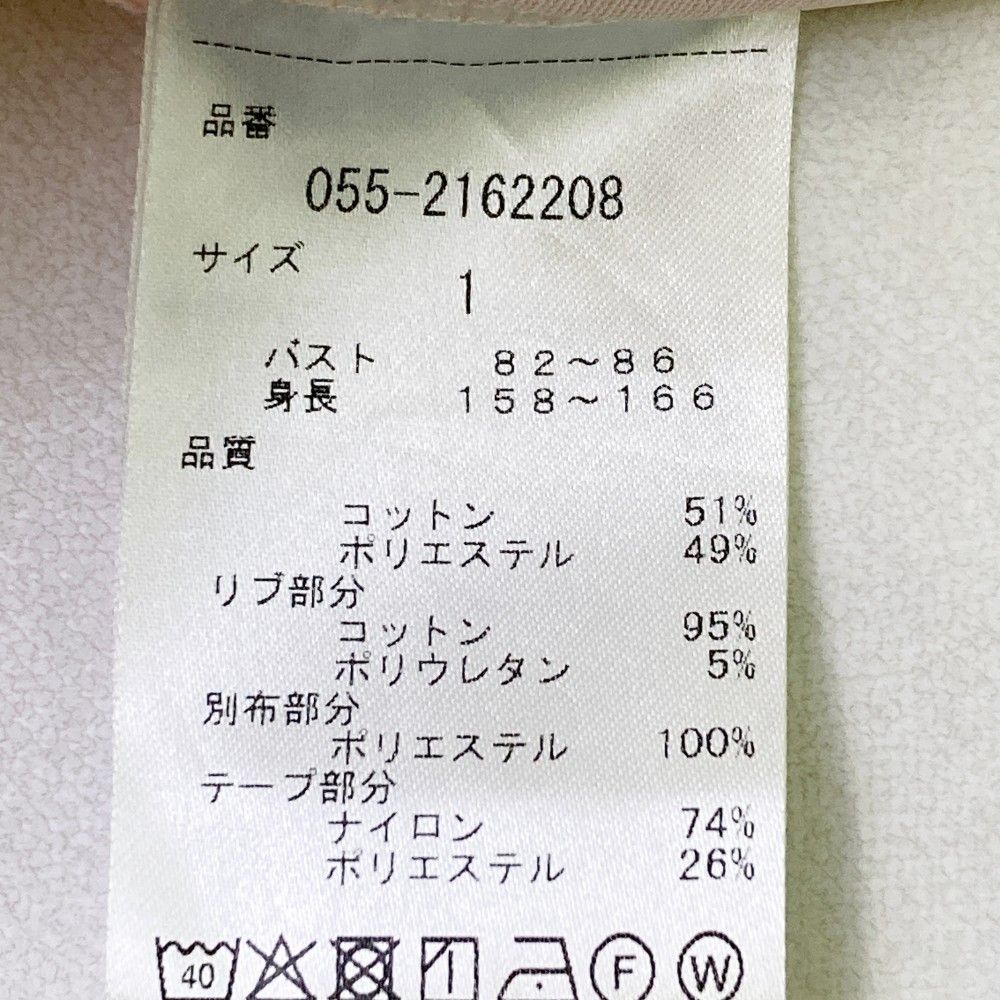 品番
055-2162208
サイズ
1
バスト 82～86
身長 158～166
品質
コットン 51%
ポリエステル 49%
リブ部分
コットン 95%
ポリウレタン 5%
別布部分
ポリエステル 100%
テープ部分
ナイロン 74%
ポリエステル 26%
40 F W